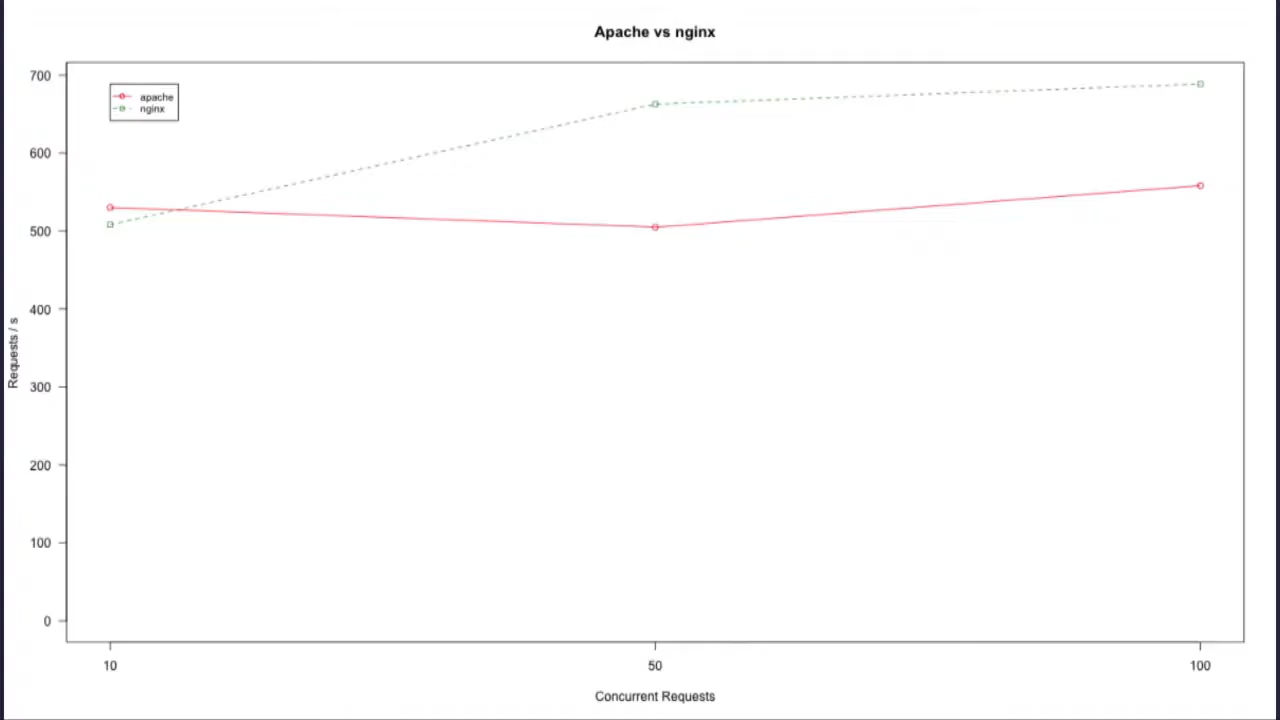 Apache vs nginx
700
apache
nginx
600
500
400
300
200
100
0
Requests / s
10
50
100
Concurrent Requests